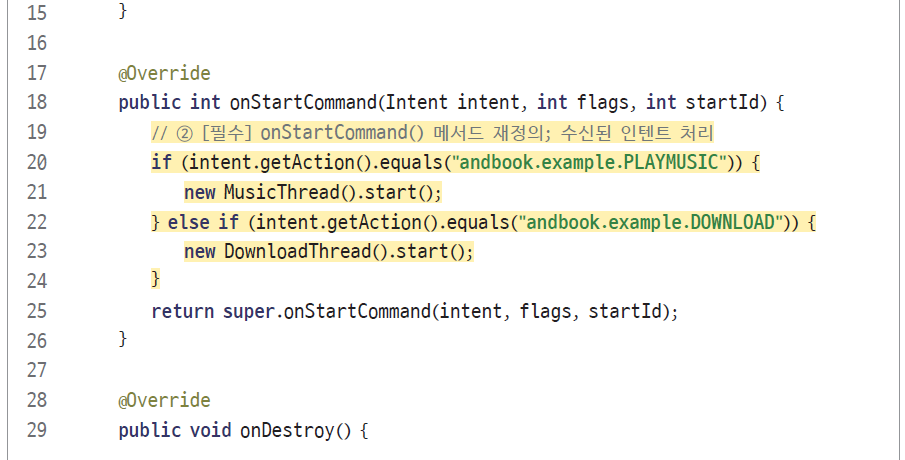 15 }
16
17 @Override
18 public int onStartCommand(Intent intent, int flags, int startId) {
19 // ② [필수] onStartCommand() 메서드 재정의; 수신된 인텐트 처리
20 if (intent.getAction().equals("andbook.example.PLAYMUSIC")) {
21 new MusicThread().start();
22 } else if (intent.getAction().equals("andbook.example.DOWNLOAD")) {
23 new DownloadThread().start();
24 }
25 return super.onStartCommand(intent, flags, startId);
26 }
27
28 @Override
29 public void onDestroy() {